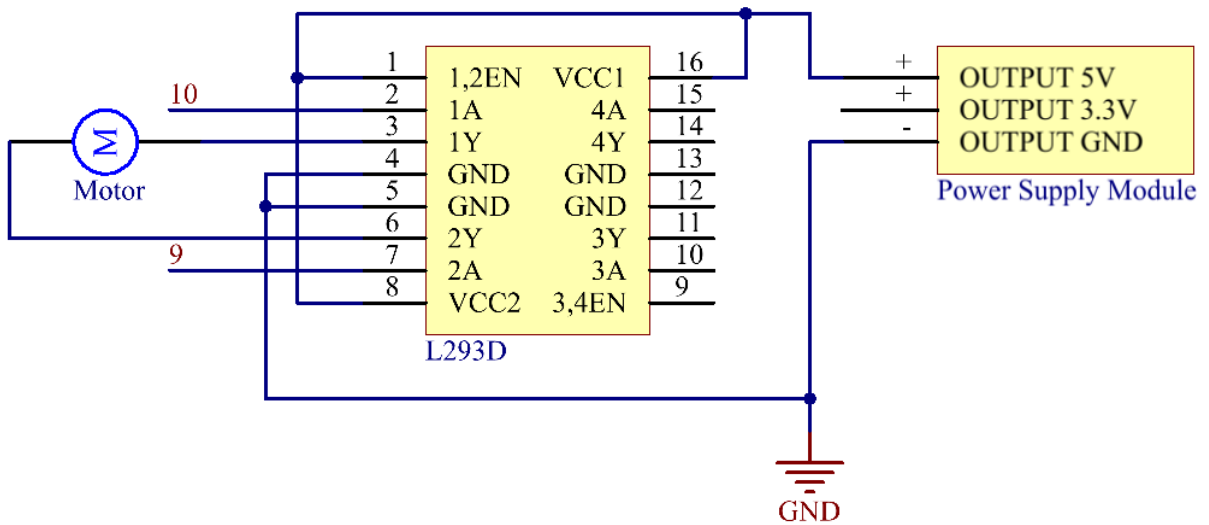 1 1,2EN VCC1 16 + OUTPUT 5V
10 2 1A 4A 15 + OUTPUT 3.3V
M 3 1Y 4Y 14 - OUTPUT GND
Motor 4 GND GND 13 Power Supply Module
5 GND GND 12
6 2Y 3Y 11
9 7 2A 3A 10
8 VCC2 3,4EN 9
L293D
GND